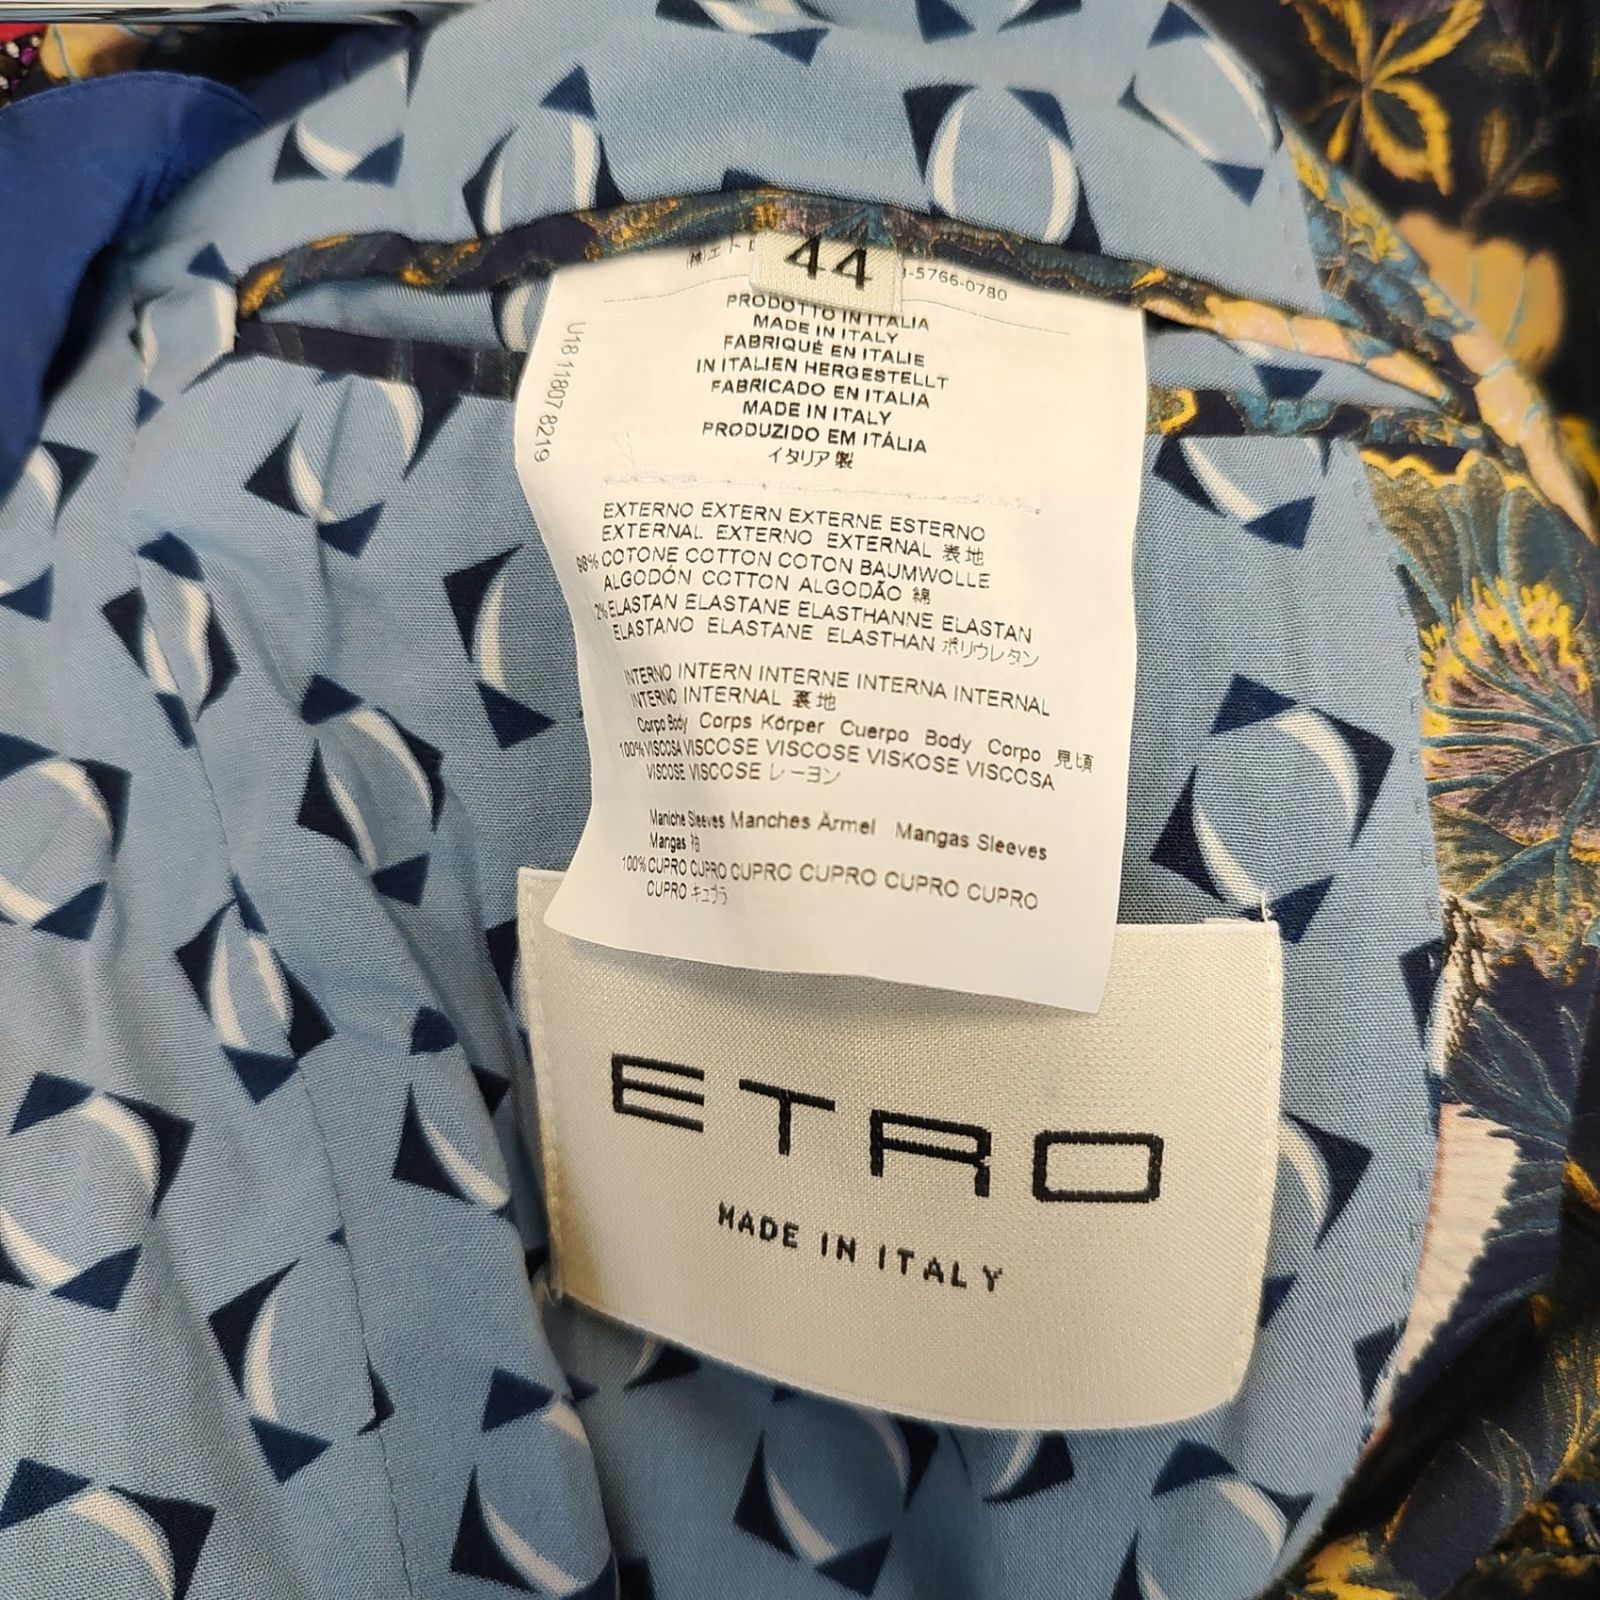 44
(株)エト
3-5766-0780
PRODOTTO IN ITALIA
MADE IN ITALY
FABRIQUÉ EN ITALIE
IN ITALIEN HERGESTELLT
FABRICADO EN ITALIA
MADE IN ITALY
PRODUZIDO EM ITÁLIA
イタリア製
U18 11807 8219
EXTERNO EXTERN EXTERNE ESTERNO
EXTERNAL EXTERNO EXTERNAL 表地
98% COTONE COTTON COTON BAUMWOLLE
ALGODÓN COTTON ALGODÃO 綿
2% ELASTAN ELASTANE ELASTHANNE ELASTAN
ELASTANO ELASTANE ELASTHAN ポリウレタン
INTERNO INTERN INTERNE INTERNA INTERNAL
INTERNO INTERNAL 裏地
Corpo Body Corps Körper Cuerpo Body Corpo 見頃
100% VISCOSA VISCOSE VISCOSE VISKOSE VISCOSA
VISCOSE VISCOSE レーヨン
Maniche Sleeves Manches Ärmel Mangas Sleeves
Mangas 袖
100% CUPRO CUPRO CUPRO CUPRO CUPRO CUPRO
CUPRO キュプラ
ETRO
MADE IN ITALY